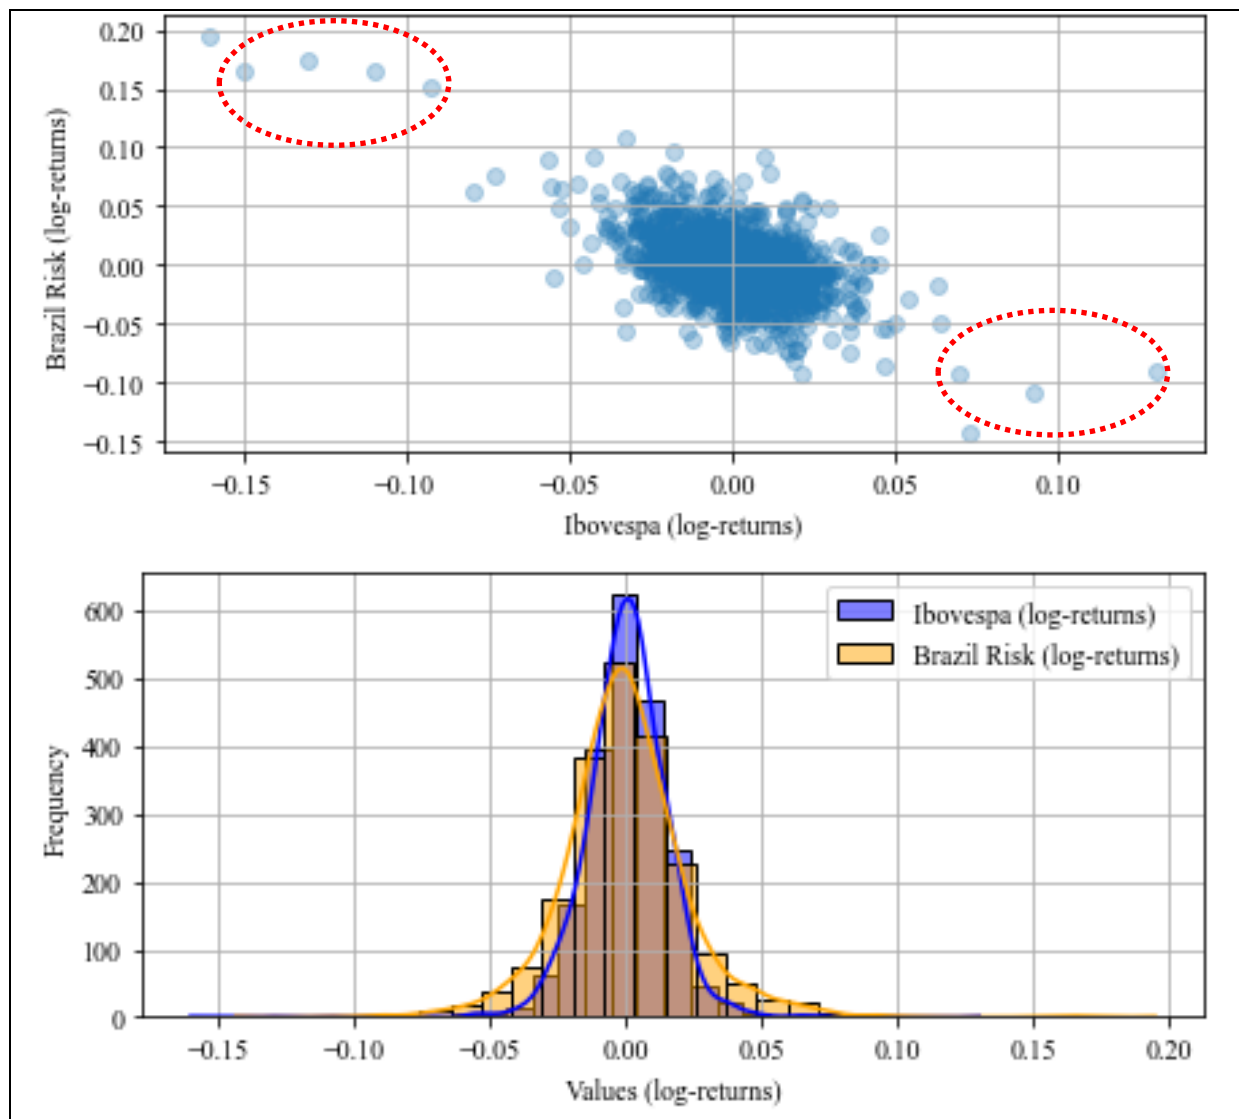 0.20
0.15
0.10
0.05
0.00
−0.05
−0.10
−0.15
Brazil Risk (log-returns)
−0.15 −0.10 −0.05 0.00 0.05 0.10
Ibovespa (log-returns)
600
500
400
300
200
100
0
Frequency
Ibovespa (log-returns)
Brazil Risk (log-returns)
−0.15 −0.10 −0.05 0.00 0.05 0.10 0.15 0.20
Values (log-returns)